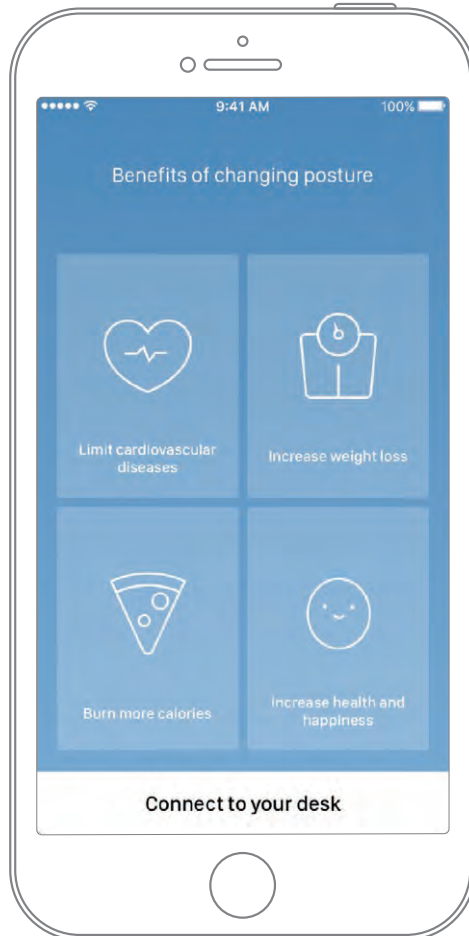 9:41 AM 100%
Benefits of changing posture
Limit cardiovascular
diseases
Increase weight loss
Burn more calories
Increase health and
happiness
Connect to your desk